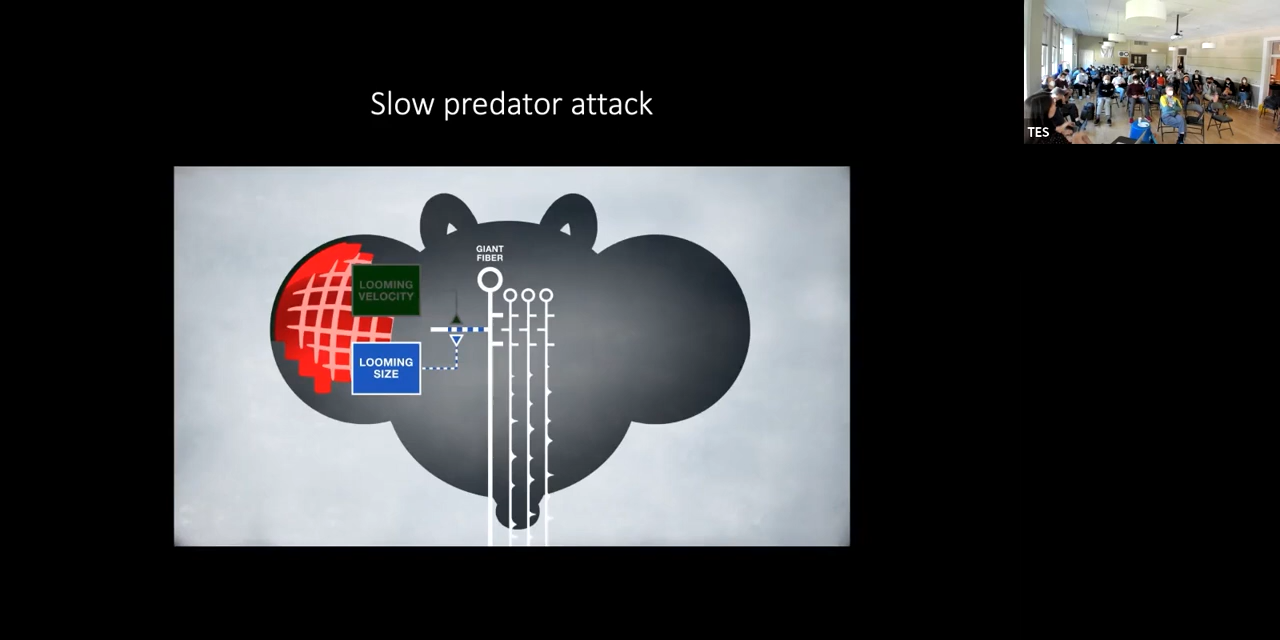 Slow predator attack
TES
GIANT
FIBER
LOOMING
VELOCITY
LOOMING
SIZE